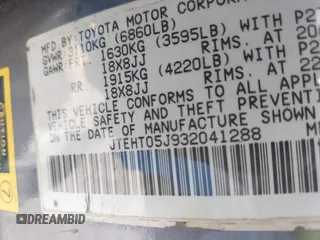 MFD. BY: TOYOTA MOTOR CORPORA
GVWR 3110KG (6860LB)
GAWR FRT. 1630KG (3595LB) WITH P2
18X8JJ RIMS, AT 20
RR. 1915KG (4220LB) WITH P2
18X8JJ RIMS, AT 22
THIS VEHICLE CONFORMS TO ALL APPL
VEHICLE SAFETY AND THEFT PREVENTION
ON THE DATE OF MANUFACTURE SHOWN
JTEHT05J932041288
DREAMBID